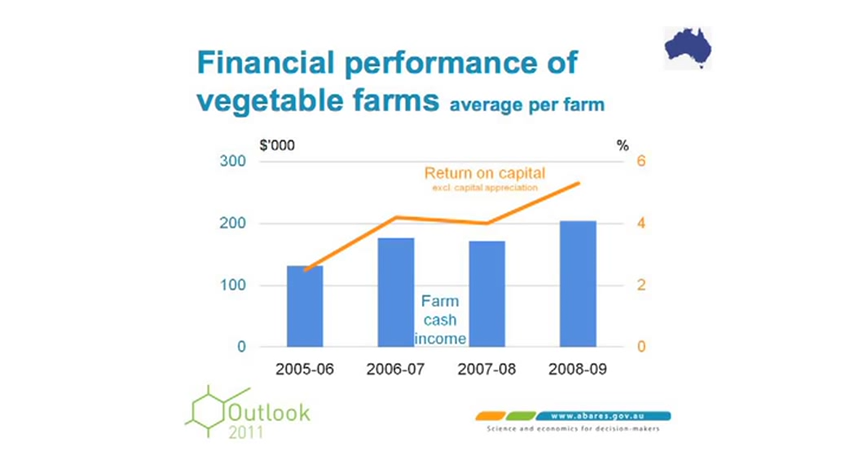 Financial performance of
vegetable farms average per farm
$'000
%
300
6
Return on capital
excl. capital appreciation
200
4
100
2
Farm
cash
income
0
0
2005-06
2006-07
2007-08
2008-09
Outlook
2011
www.abares.gov.au
Science and economics for decision-makers